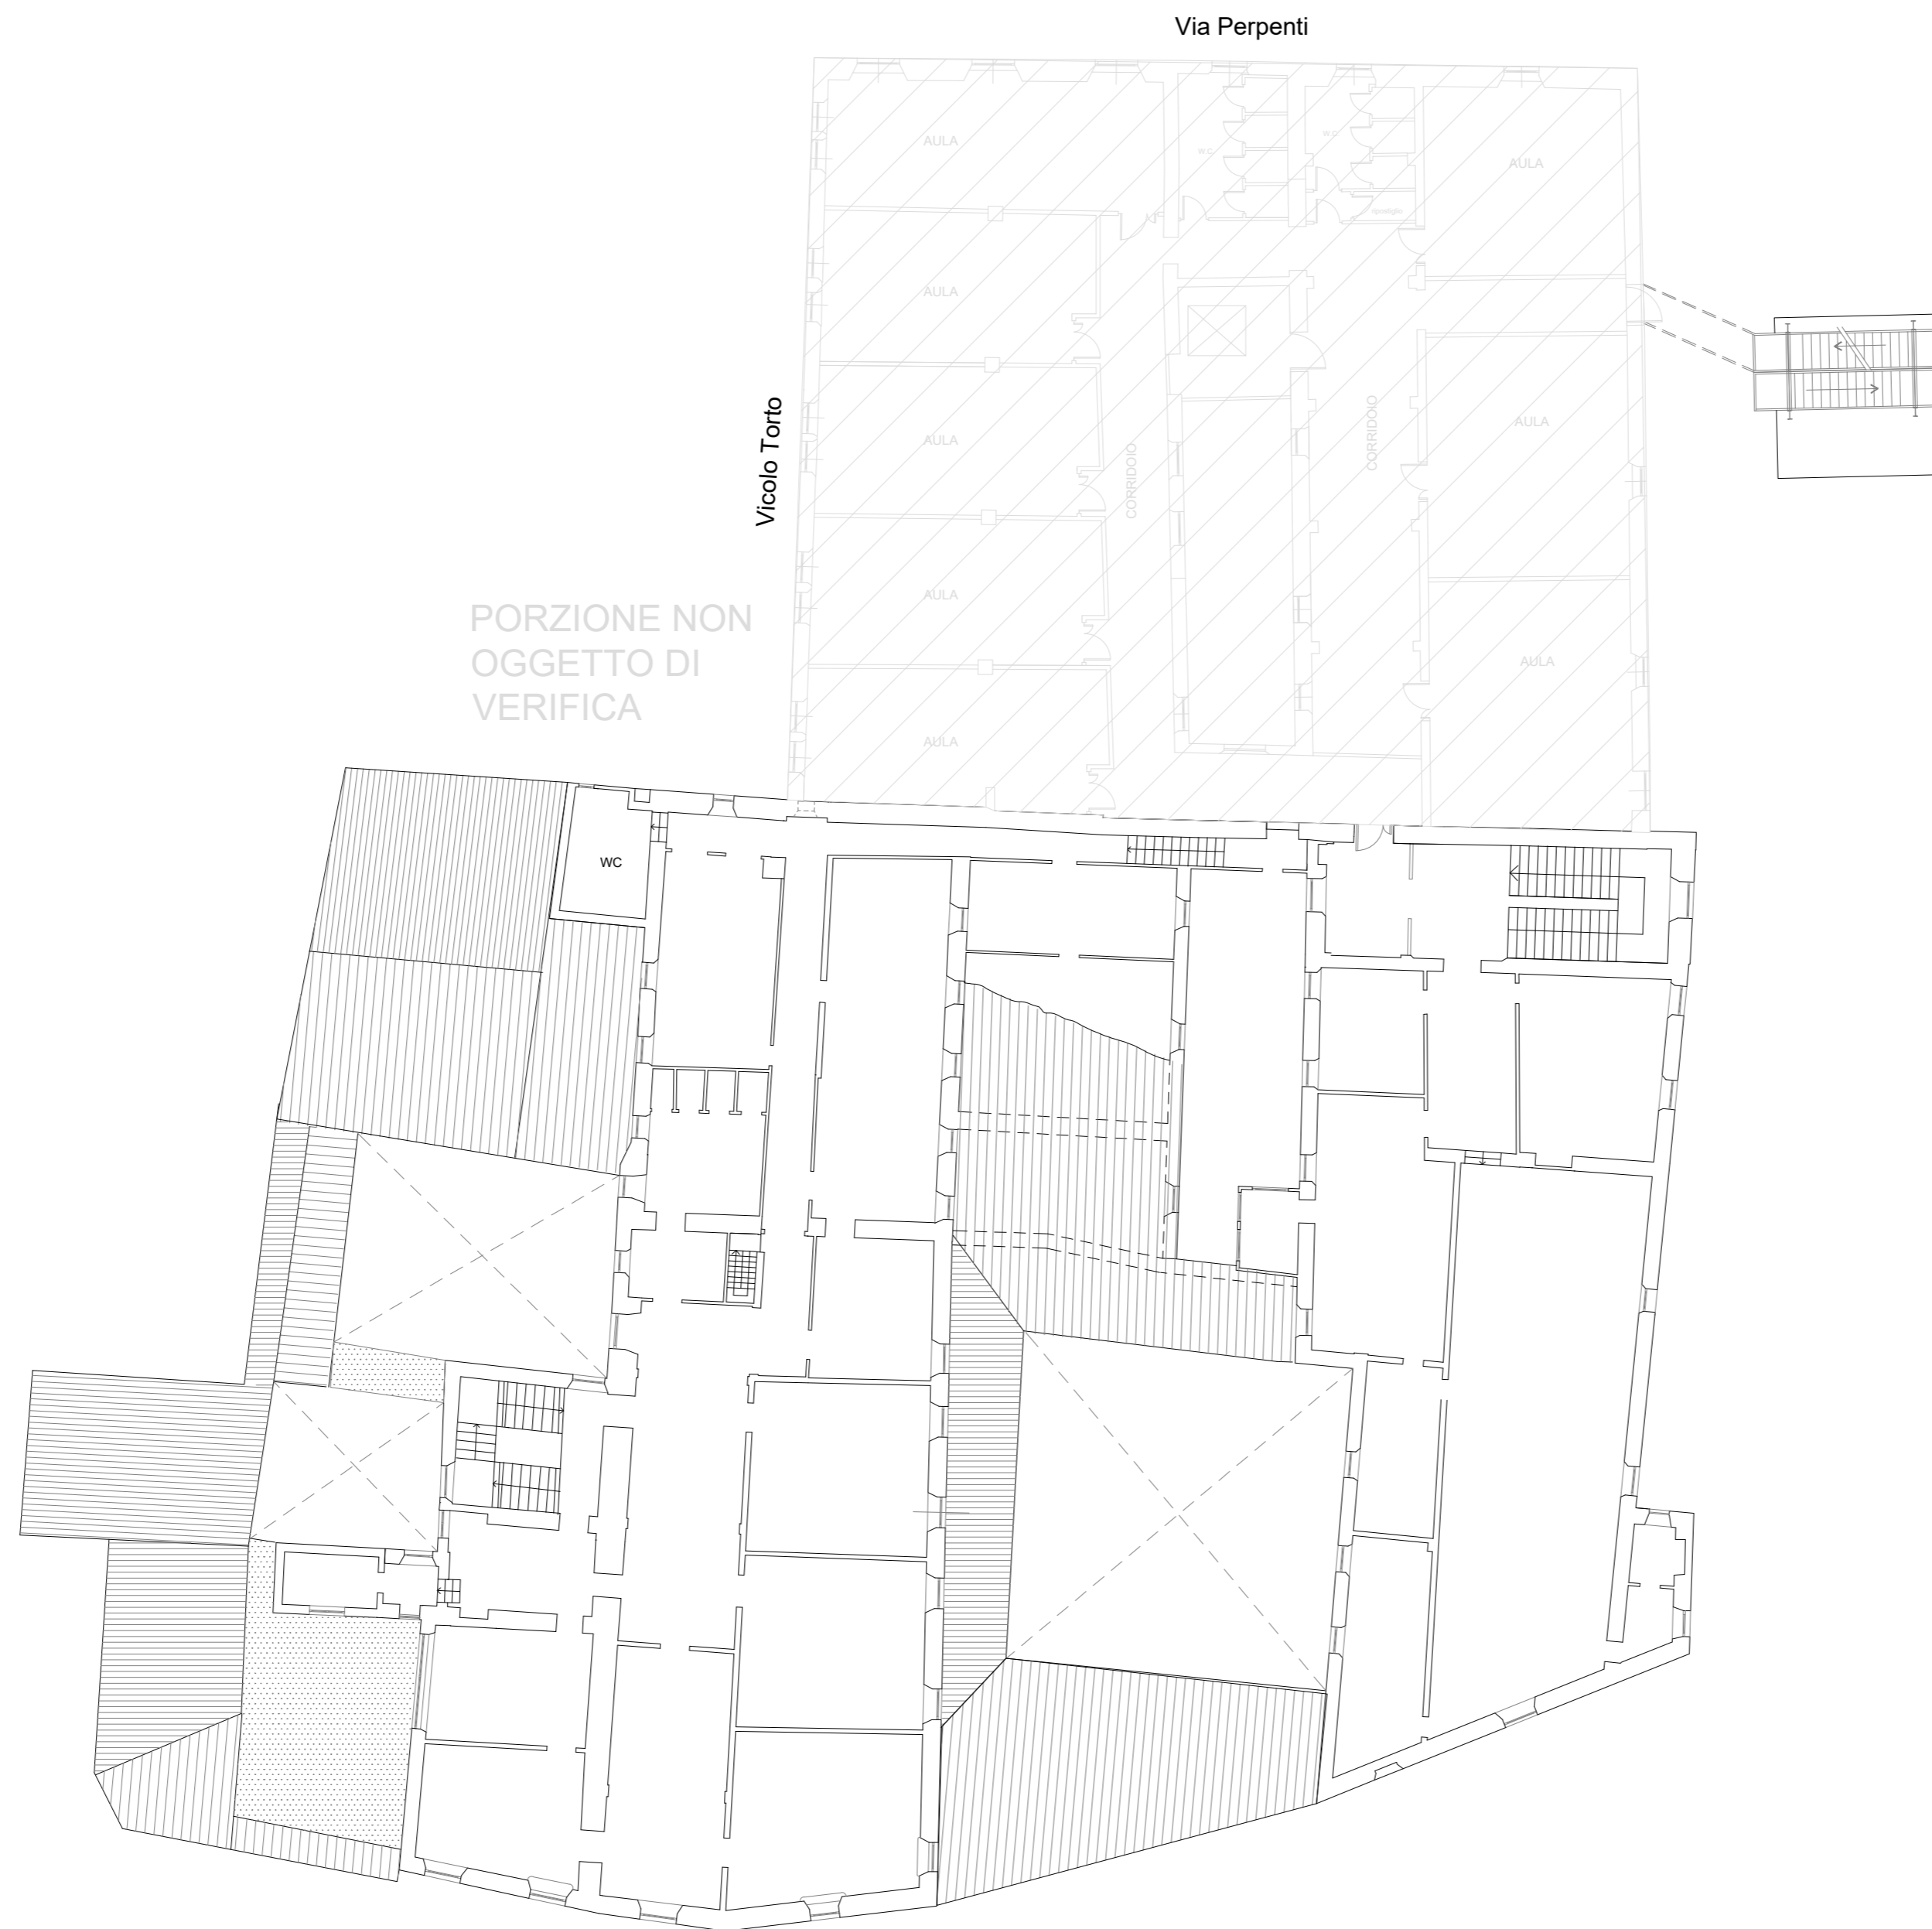 Via Perpenti
AULA
W.C.
W.C.
AULA
ripostiglio
AULA
Vicolo Torto
AULA
CORRIDOIO
CORRIDOIO
AULA
AULA
PORZIONE NON
OGGETTO DI
VERIFICA
AULA
AULA
WC